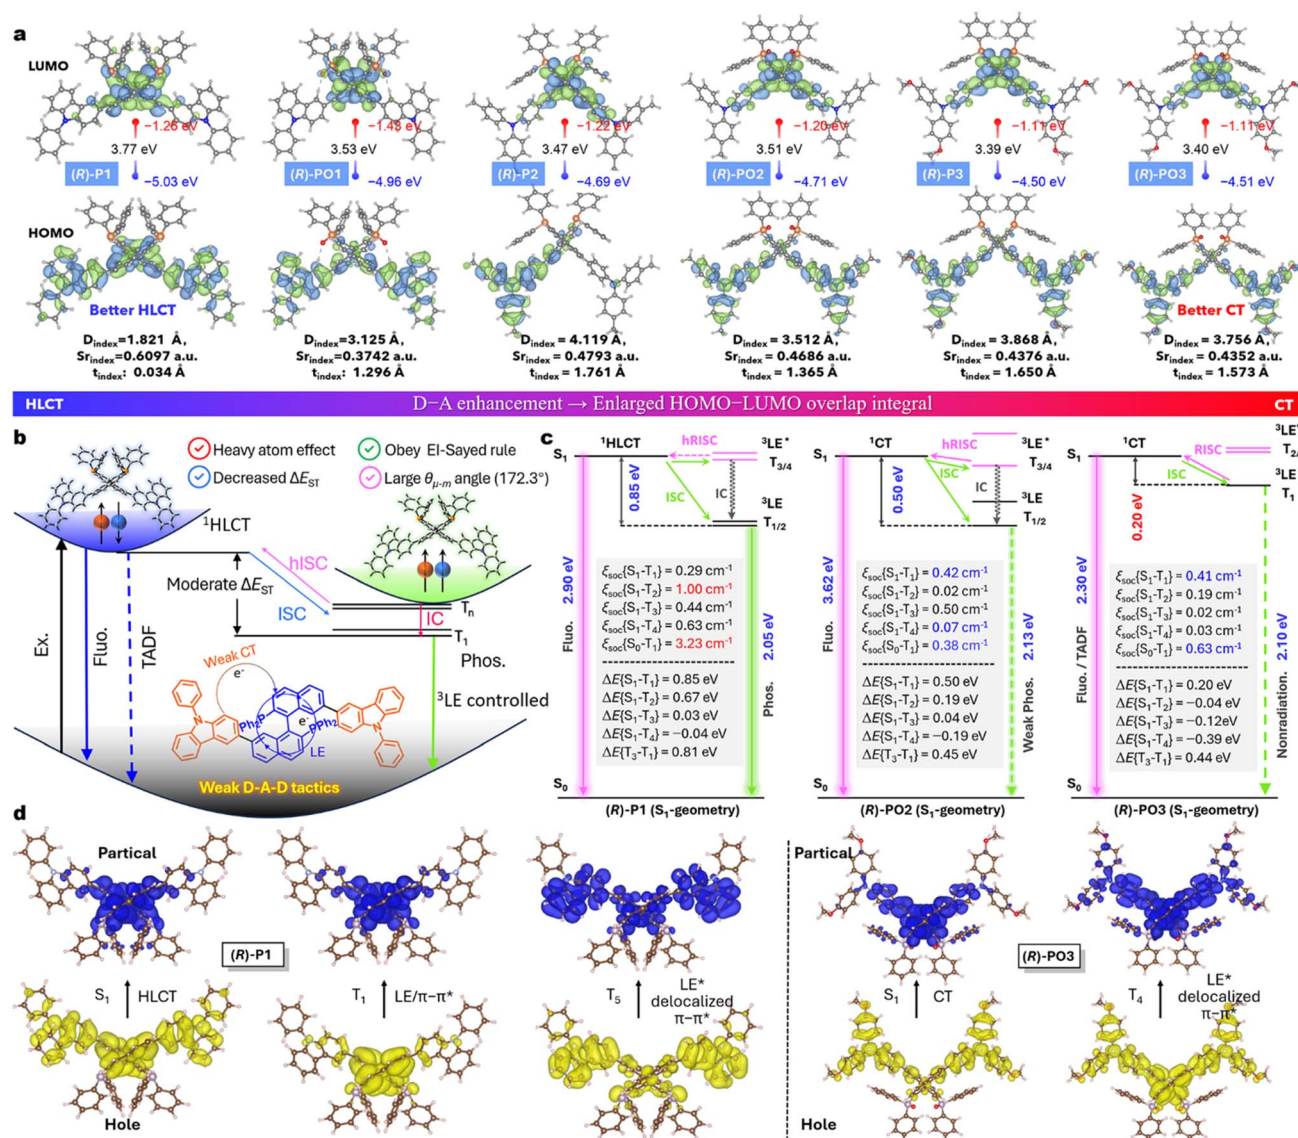 a
LUMO
−1.26 eV
3.77 eV
(R)-P1
−5.03 eV
−1.43 eV
3.53 eV
(R)-PO1
−4.96 eV
−1.22 eV
3.47 eV
(R)-P2
−4.69 eV
−1.20 eV
3.51 eV
(R)-PO2
−4.71 eV
−1.11 eV
3.39 eV
(R)-P3
−4.50 eV
−1.11 eV
3.40 eV
(R)-PO3
−4.51 eV
HOMO
Better HLCT
Better CT
Dindex=1.821 Å,
Srindex=0.6097 a.u.
tindex: 0.034 Å
Dindex=3.125 Å,
Srindex=0.3742 a.u.
tindex: 1.296 Å
Dindex = 4.119 Å,
Srindex = 0.4793 a.u.
tindex = 1.761 Å
Dindex = 3.512 Å,
Srindex = 0.4686 a.u.
tindex = 1.365 Å
Dindex = 3.868 Å,
Srindex = 0.4376 a.u.
tindex = 1.650 Å
Dindex = 3.756 Å
Srindex = 0.4352 a.u.
tindex = 1.573 Å
HLCT D−A enhancement → Enlarged HOMO−LUMO overlap integral CT
b
Heavy atom effect
Obey EI-Sayed rule
Decreased ΔEST
Large θμ-m angle (172.3°)
¹HLCT
Moderate ΔEST
hISC
ISC
IC
Tn
T1
Ex.
Fluo.
TADF
Phos.
³LE controlled
Weak CT
e⁻
Ph2P
PPh2
e⁻
LE
N
N
Weak D-A-D tactics
c
S1
¹HLCT
hRISC
³LE*
T3/4
ISC
IC
0.85 eV
³LE
T1/2
2.90 eV
Fluo.
ξsoc{S1-T1} = 0.29 cm⁻¹
ξsoc{S1-T2} = 1.00 cm⁻¹
ξsoc{S1-T3} = 0.44 cm⁻¹
ξsoc{S1-T4} = 0.63 cm⁻¹
ξsoc{S0-T1} = 3.23 cm⁻¹
ΔE{S1-T1} = 0.85 eV
ΔE{S1-T2} = 0.67 eV
ΔE{S1-T3} = 0.03 eV
ΔE{S1-T4} = −0.04 eV
ΔE{T3-T1} = 0.81 eV
2.05 eV
Phos.
S0
(R)-P1 (S1-geometry)
S1
¹CT
hRISC
³LE*
T3/4
ISC
IC
0.50 eV
³LE
T1/2
3.62 eV
Fluo.
ξsoc{S1-T1} = 0.42 cm⁻¹
ξsoc{S1-T2} = 0.02 cm⁻¹
ξsoc{S1-T3} = 0.50 cm⁻¹
ξsoc{S1-T4} = 0.07 cm⁻¹
ξsoc{S0-T1} = 0.38 cm⁻¹
ΔE{S1-T1} = 0.50 eV
ΔE{S1-T2} = 0.19 eV
ΔE{S1-T3} = 0.04 eV
ΔE{S1-T4} = −0.19 eV
ΔE{T3-T1} = 0.45 eV
2.13 eV
Weak Phos.
S0
(R)-PO2 (S1-geometry)
S1
¹CT
RISC
³LE
T2/
ISC
³LE
T1
0.20 eV
2.30 eV
Fluo. / TADF
ξsoc{S1-T1} = 0.41 cm⁻¹
ξsoc{S1-T2} = 0.19 cm⁻¹
ξsoc{S1-T3} = 0.02 cm⁻¹
ξsoc{S1-T4} = 0.03 cm⁻¹
ξsoc{S0-T1} = 0.63 cm⁻¹
ΔE{S1-T1} = 0.20 eV
ΔE{S1-T2} = −0.04 eV
ΔE{S1-T3} = −0.12eV
ΔE{S1-T4} = −0.39 eV
ΔE{T3-T1} = 0.44 eV
2.10 eV
Nonradiation.
S0
(R)-PO3 (S1-geometry)
d
Partical
(R)-P1
S1 HLCT
T1 LE/π−π*
T5 LE*
delocalized
π−π*
Hole
Partical
(R)-PO3
S1 CT
T4 LE*
delocalized
π−π*
Hole